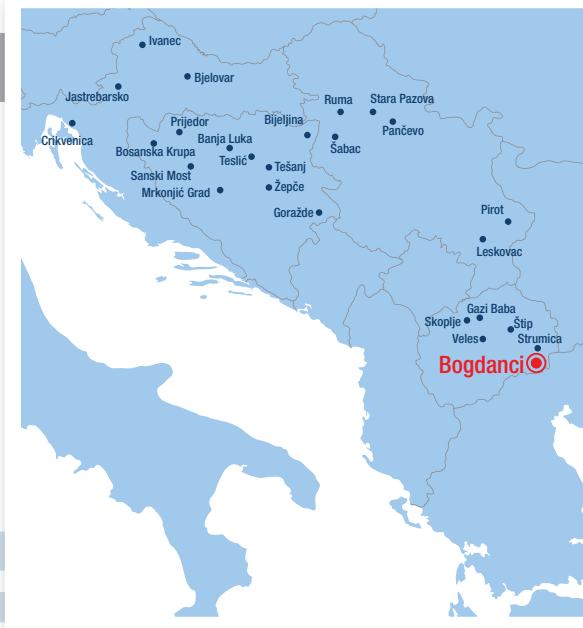 Ivanec
Bjelovar
Jastrebarsko
Crikvenica
Ruma
Stara Pazova
Pančevo
Bijeljina
Šabac
Prijedor
Banja Luka
Bosanska Krupa
Teslić
Tešanj
Sanski Most
Mrkonjić Grad
Žepče
Goražde
Pirot
Leskovac
Gazi Baba
Skoplje
Štip
Veles
Strumica
Bogdanci